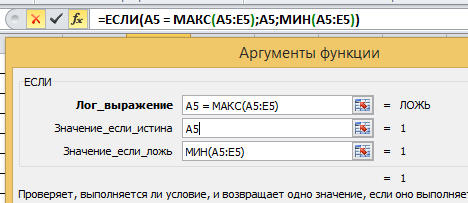 =ЕСЛИ(A5 = МАКС(A5:E5);A5;МИН(A5:E5))
Аргументы функции
ЕСЛИ
Лог_выражение A5 = МАКС(A5:E5) = ЛОЖЬ
Значение_если_истина A5 = 1
Значение_если_ложь МИН(A5:E5) = 1
= 1
Проверяет, выполняется ли условие, и возвращает одно значение, если оно выполняет